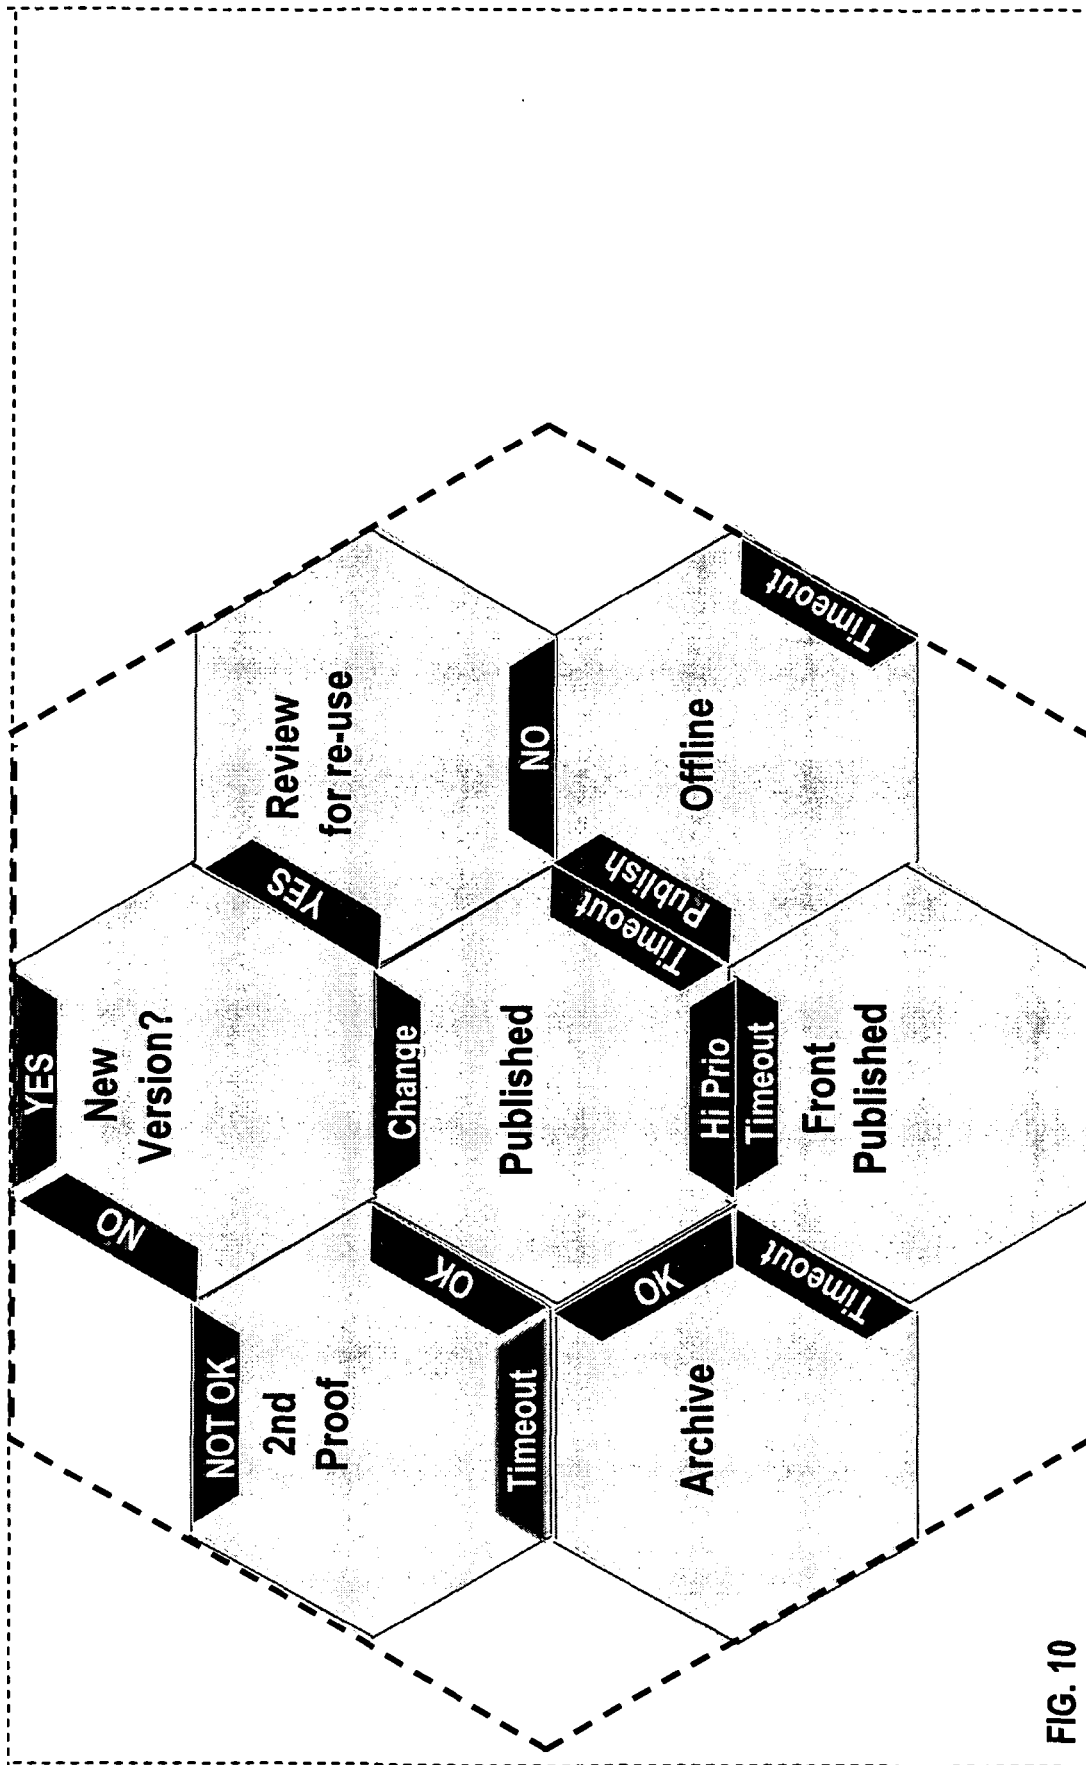 YES
New
Version?
NO
NOT OK
2nd
Proof
OK
Timeout
YES
Review
for re-use
NO
Change
Published
Timeout
Hi Prio
OK
Archive
Timeout
Publish
Offline
Timeout
Timeout
Front
Published
FIG. 10